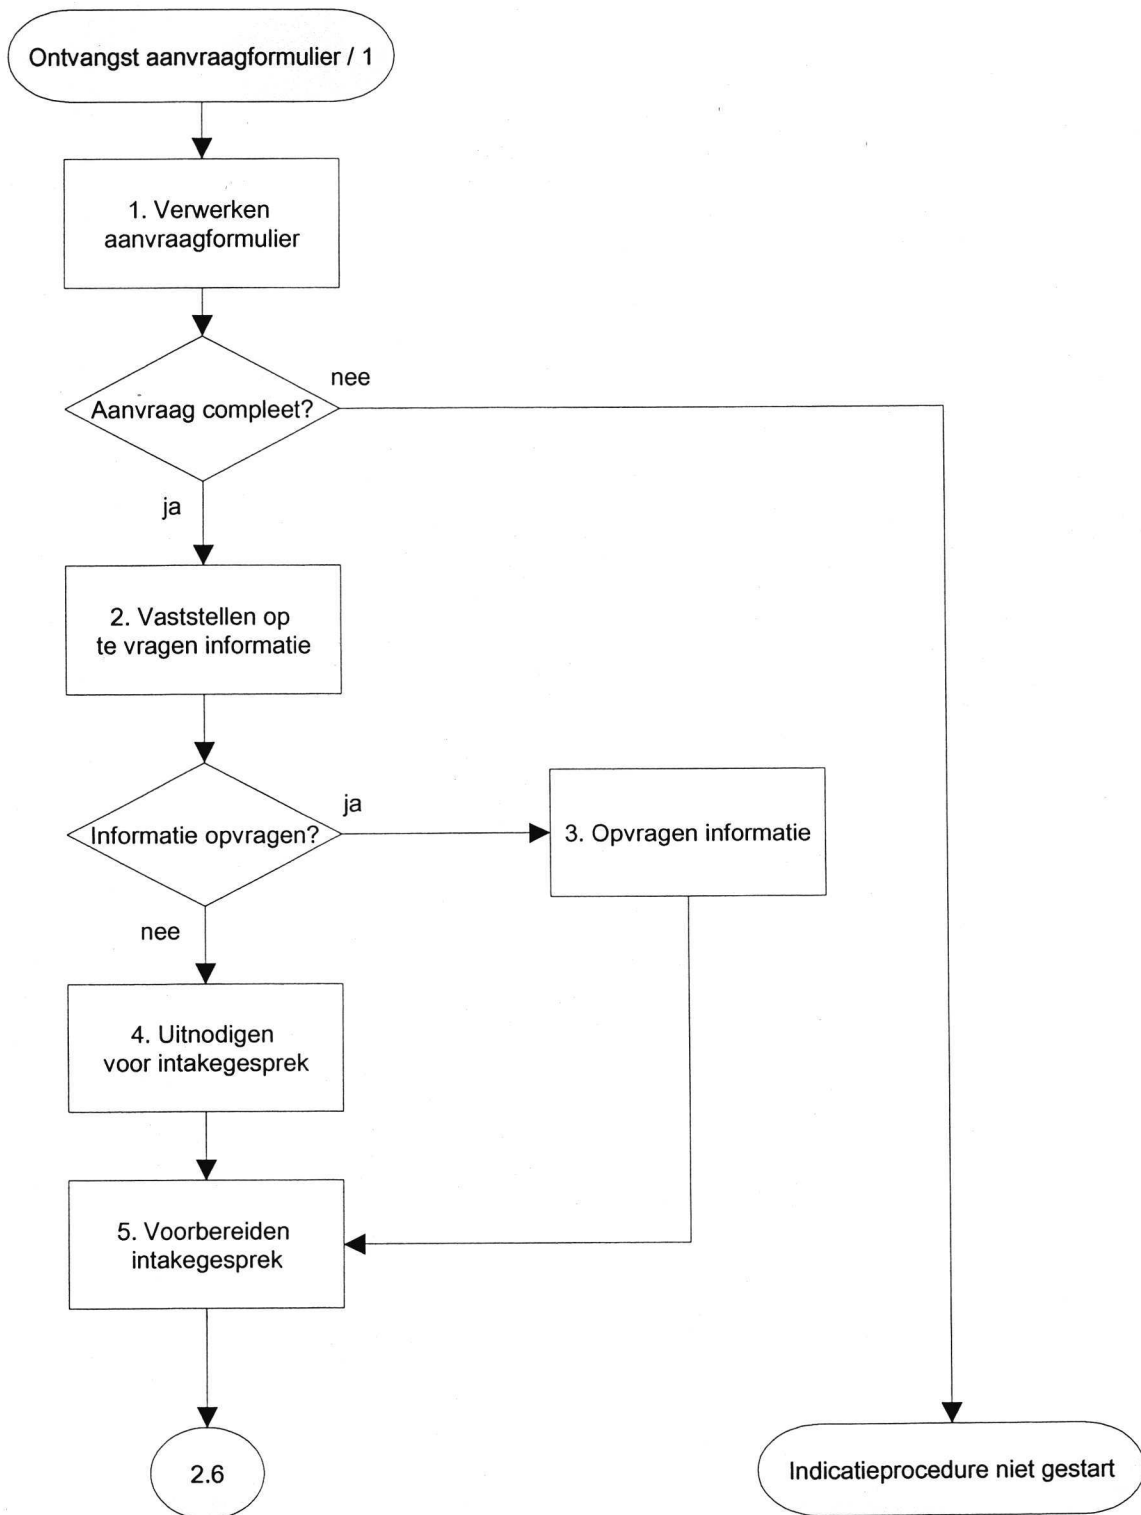 Ontvangst aanvraagformulier / 1
1. Verwerken
aanvraagformulier
nee
Aanvraag compleet?
ja
2. Vaststellen op
te vragen informatie
ja
Informatie opvragen?
3. Opvragen informatie
nee
4. Uitnodigen
voor intakegesprek
5. Voorbereiden
intakegesprek
2.6
Indicatieprocedure niet gestart